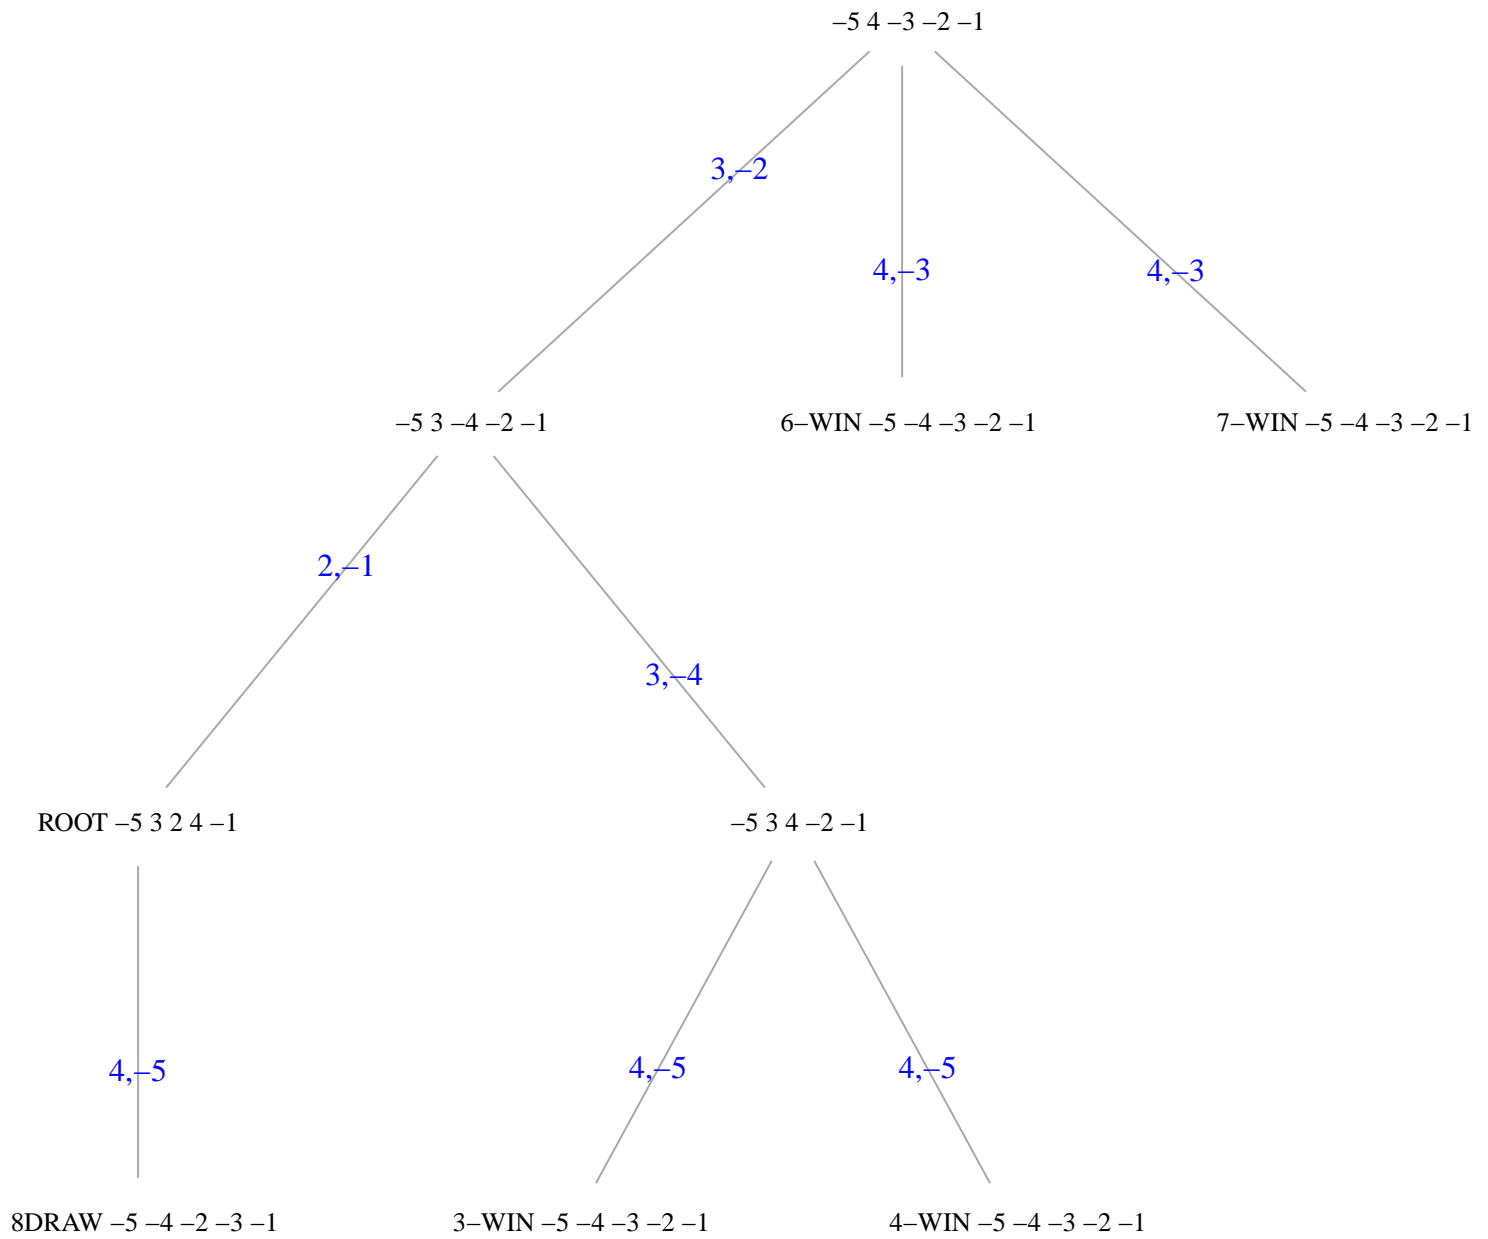 –5 4 –3 –2 –1
3,–2
4,–3
4,–3
–5 3 –4 –2 –1
6–WIN –5 –4 –3 –2 –1
7–WIN –5 –4 –3 –2 –1
2,–1
3,–4
ROOT –5 3 2 4 –1
–5 3 4 –2 –1
4,–5
4,–5
4,–5
8DRAW –5 –4 –2 –3 –1
3–WIN –5 –4 –3 –2 –1
4–WIN –5 –4 –3 –2 –1